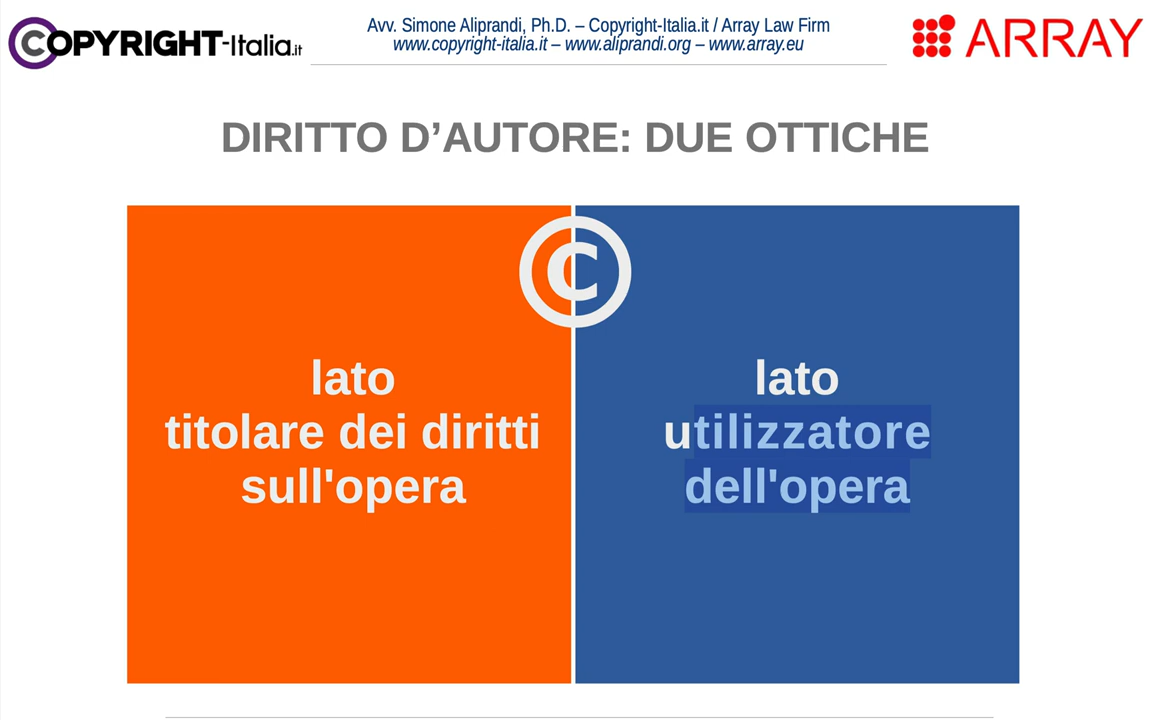 COPYRIGHT-Italia.it
Avv. Simone Aliprandi, Ph.D. – Copyright-Italia.it / Array Law Firm
www.copyright-italia.it – www.aliprandi.org – www.array.eu
ARRAY
DIRITTO D’AUTORE: DUE OTTICHE
©
lato
titolare dei diritti
sull'opera
lato
utilizzatore
dell'opera